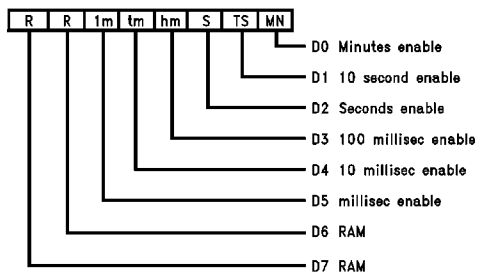 R R 1m tm hm S TS MN
D0 Minutes enable
D1 10 second enable
D2 Seconds enable
D3 100 millisec enable
D4 10 millisec enable
D5 millisec enable
D6 RAM
D7 RAM